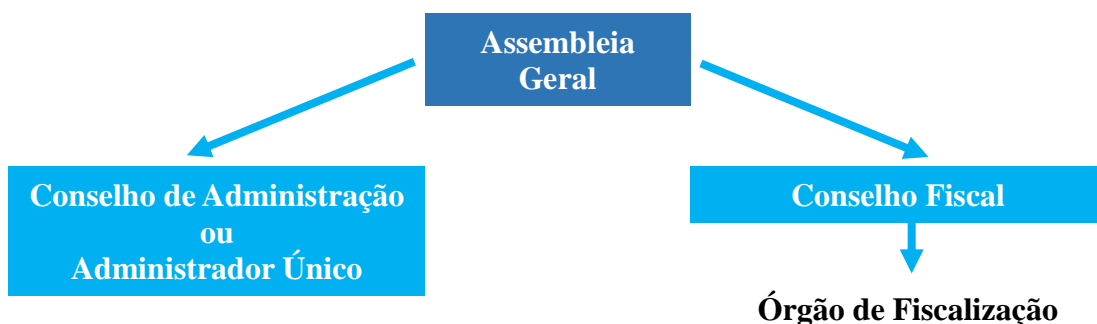 Assembleia
Geral
Conselho de Administração
ou
Administrador Único
Conselho Fiscal
Órgão de Fiscalização